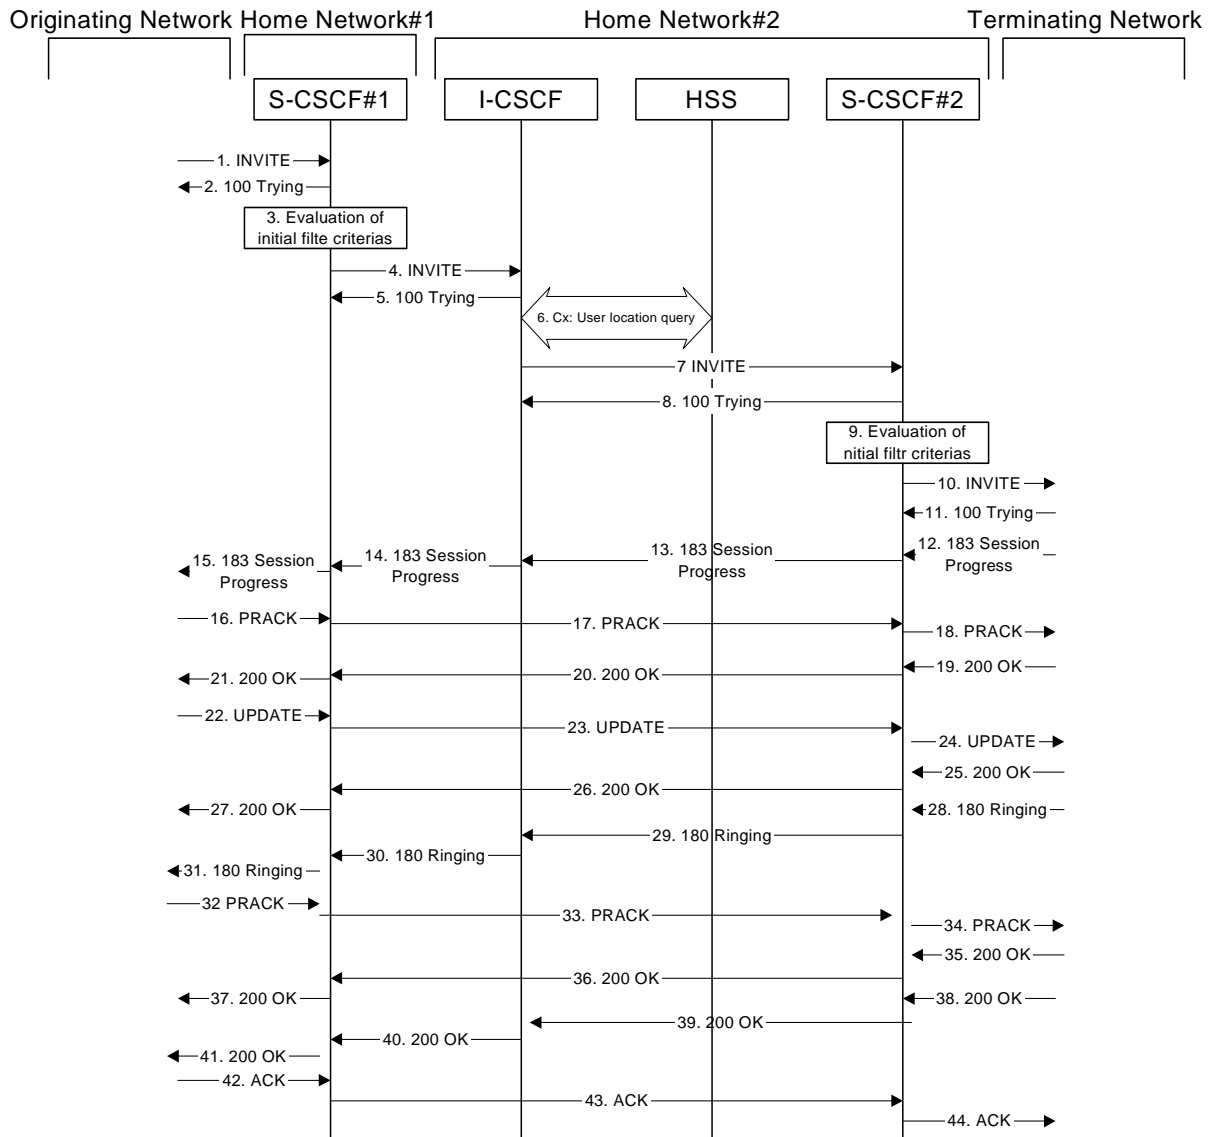 Originating Network Home Network#1 Home Network#2 Terminating Network
S-CSCF#1 I-CSCF HSS S-CSCF#2
1. INVITE
2. 100 Trying
3. Evaluation of
initial filte criterias
4. INVITE
5. 100 Trying
6. Cx: User location query
7 INVITE
8. 100 Trying
9. Evaluation of
nitial filtr criterias
10. INVITE
11. 100 Trying
12. 183 Session
Progress
13. 183 Session
Progress
14. 183 Session
Progress
15. 183 Session
Progress
16. PRACK
17. PRACK
18. PRACK
19. 200 OK
20. 200 OK
21. 200 OK
22. UPDATE
23. UPDATE
24. UPDATE
25. 200 OK
26. 200 OK
27. 200 OK
28. 180 Ringing
29. 180 Ringing
30. 180 Ringing
31. 180 Ringing
32 PRACK
33. PRACK
34. PRACK
35. 200 OK
36. 200 OK
37. 200 OK
38. 200 OK
39. 200 OK
40. 200 OK
41. 200 OK
42. ACK
43. ACK
44. ACK